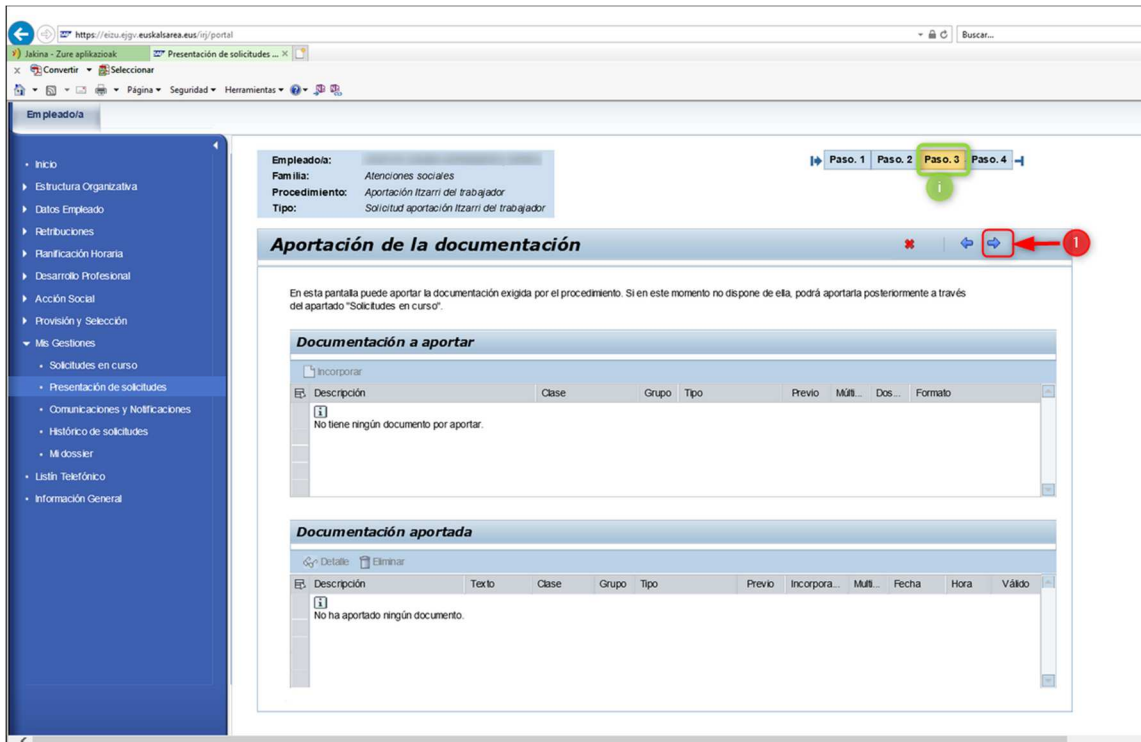 https://eizu.ejgv.euskalsarea.eus/irj/portal
Buscar...
Jakina - Zure aplikazioak
Presentación de solicitudes ...
Convertir
Seleccionar
Página Seguridad Herramientas
Empleado/a
Inicio
Estructura Organizativa
Datos Empleado
Retribuciones
Planificación Horaria
Desarrollo Profesional
Acción Social
Provisión y Selección
Mis Gestiones
Solicitudes en curso
Presentación de solicitudes
Comunicaciones y Notificaciones
Histórico de solicitudes
Mi dossier
Listín Telefónico
Información General
Empleado/a:
Familia: Atenciones sociales
Procedimiento: Aportación Itzarri del trabajador
Tipo: Solicitud aportación Itzarri del trabajador
Paso. 1 Paso. 2 Paso. 3 Paso. 4
i
Aportación de la documentación
1
En esta pantalla puede aportar la documentación exigida por el procedimiento. Si en este momento no dispone de ella, podrá aportarla posteriormente a través
del apartado "Solicitudes en curso".
Documentación a aportar
Incorporar
Descripción Clase Grupo Tipo Previo Múlti... Dos... Formato
No tiene ningún documento por aportar.
Documentación aportada
Detalle Eliminar
Descripción Texto Clase Grupo Tipo Previo Incorpora... Multi... Fecha Hora Válido
No ha aportado ningún documento.